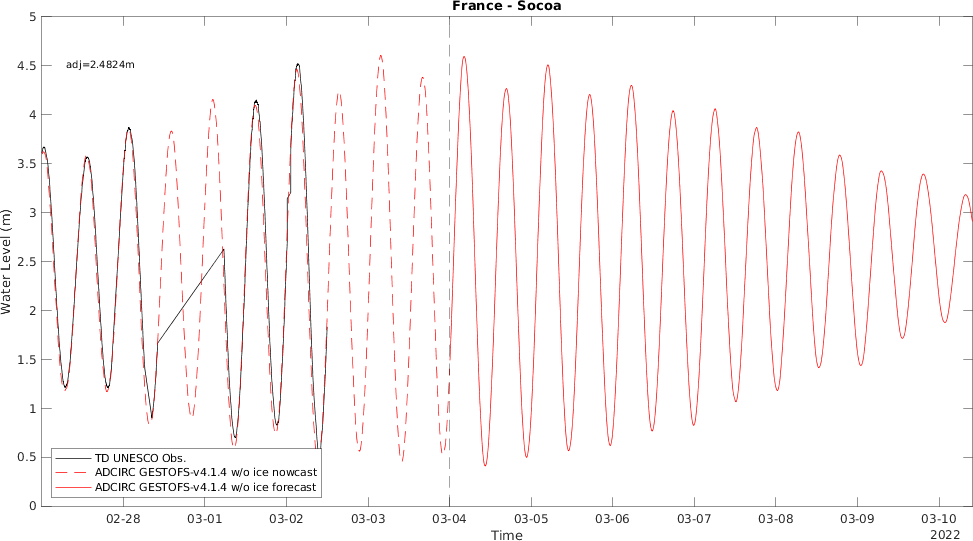 France - Socoa
5
4.5
4
3.5
3
2.5
2
1.5
1
0.5
0
adj=2.4824m
Water Level (m)
TD UNESCO Obs.
ADCIRC GESTOFS-v4.1.4 w/o ice nowcast
ADCIRC GESTOFS-v4.1.4 w/o ice forecast
02-28 03-01 03-02 03-03 03-04 03-05 03-06 03-07 03-08 03-09 03-10
Time
2022